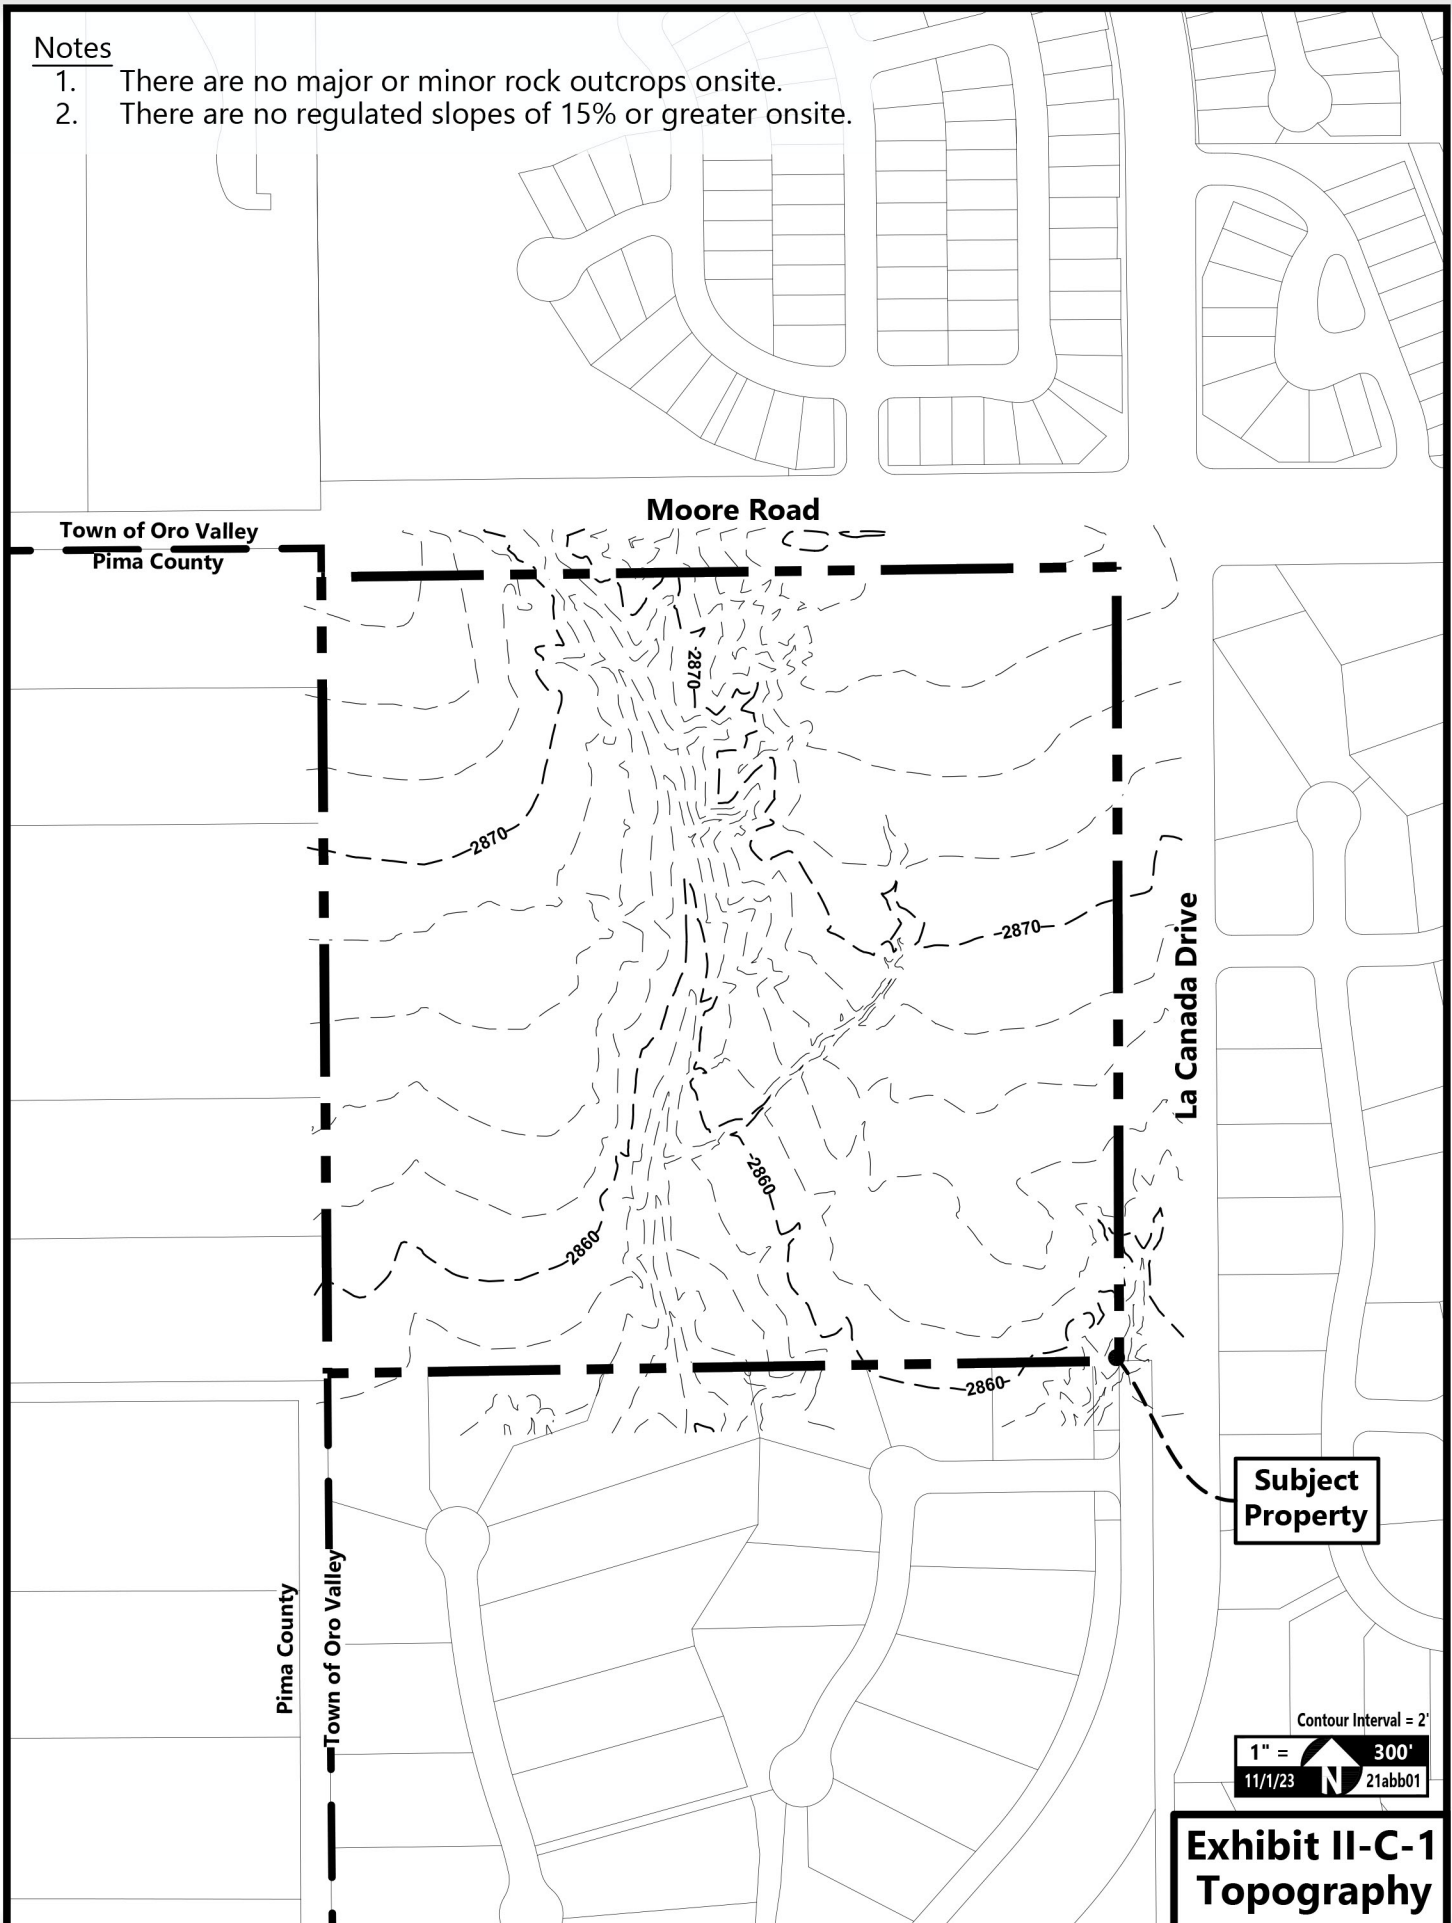 Notes
1. There are no major or minor rock outcrops onsite.
2. There are no regulated slopes of 15% or greater onsite.
Moore Road
Town of Oro Valley
Pima County
2870
2870
2870
La Canada Drive
2860
2860
2860
Subject
Property
Pima County
Town of Oro Valley
Contour Interval = 2'
1" = 300'
11/1/23 N 21abb01
Exhibit II-C-1
Topography